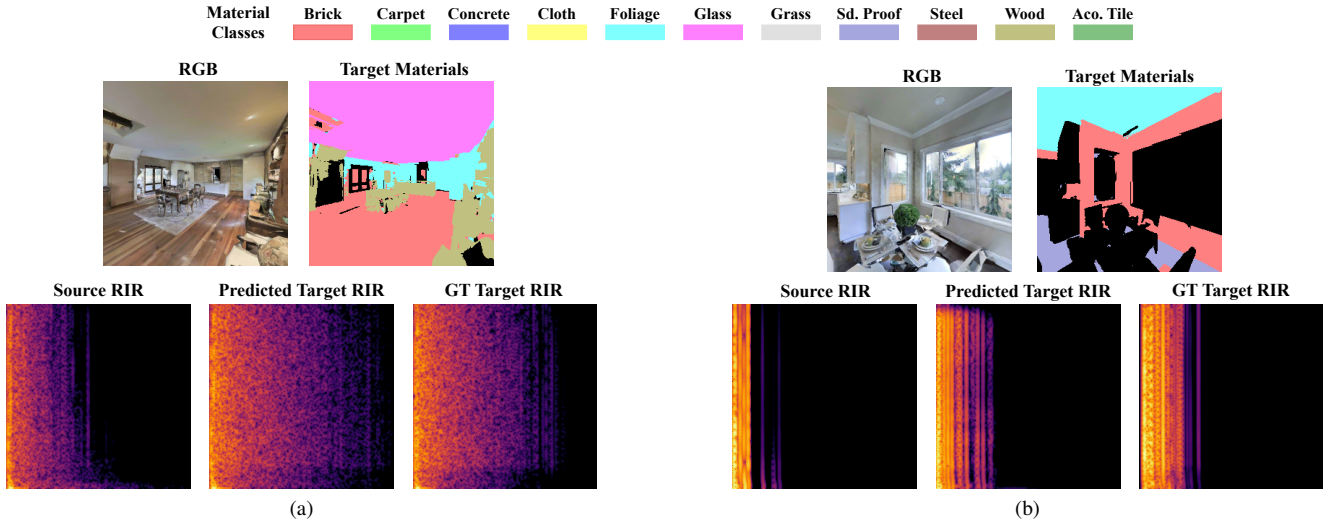 Material Classes
Brick Carpet Concrete Cloth Foliage Glass Grass Sd. Proof Steel Wood Aco. Tile
RGB Target Materials
Source RIR Predicted Target RIR GT Target RIR
(a)
RGB Target Materials
Source RIR Predicted Target RIR GT Target RIR
(b)